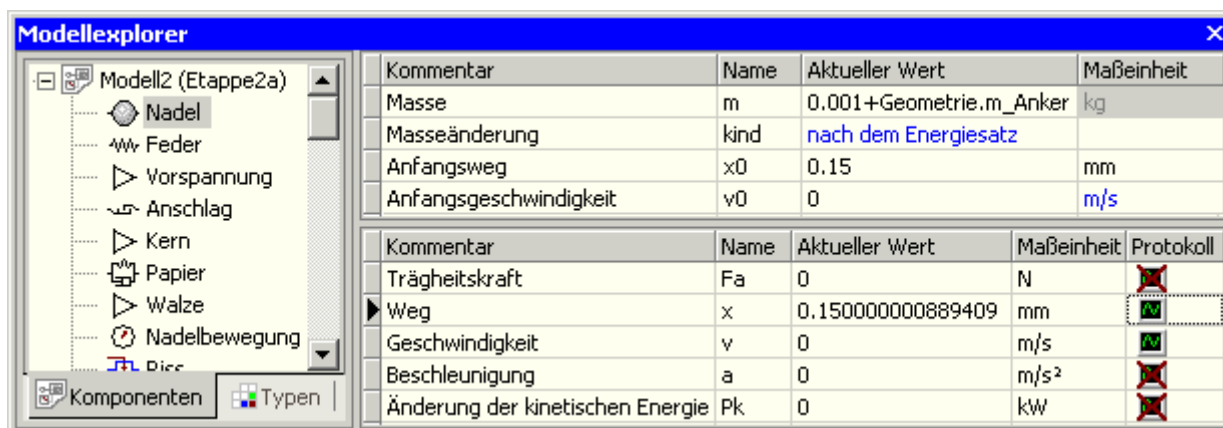 Modellexplorer
Modell2 (Etappe2a)
Nadel
Feder
Vorspannung
Anschlag
Kern
Papier
Walze
Nadelbewegung
Riss
Komponenten Typen
Kommentar Name Aktueller Wert Maßeinheit
Masse m 0.001+Geometrie.m_Anker kg
Masseänderung kind nach dem Energiesatz
Anfangsweg x0 0.15 mm
Anfangsgeschwindigkeit v0 0 m/s
Kommentar Name Aktueller Wert Maßeinheit Protokoll
Trägheitskraft Fa 0 N
Weg x 0.150000000889409 mm
Geschwindigkeit v 0 m/s
Beschleunigung a 0 m/s²
Änderung der kinetischen Energie Pk 0 kW